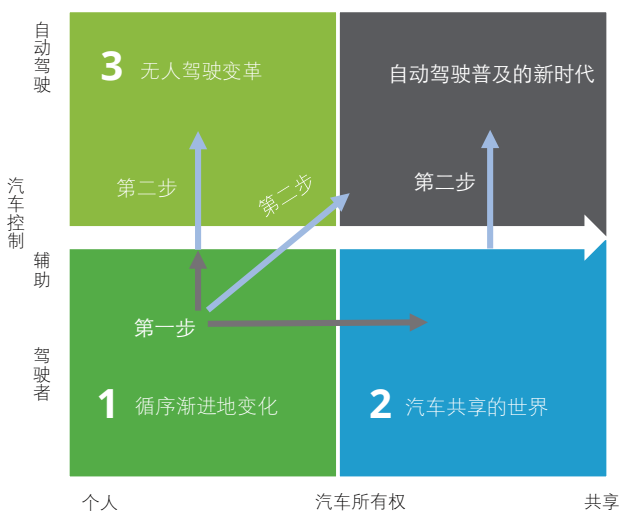 自动驾驶
3 无人驾驶变革
自动驾驶普及的新时代
第二步
第二步
第二步
汽车控制
辅助
第一步
驾驶者
1 循序渐进地变化
2 汽车共享的世界
个人
汽车所有权
共享